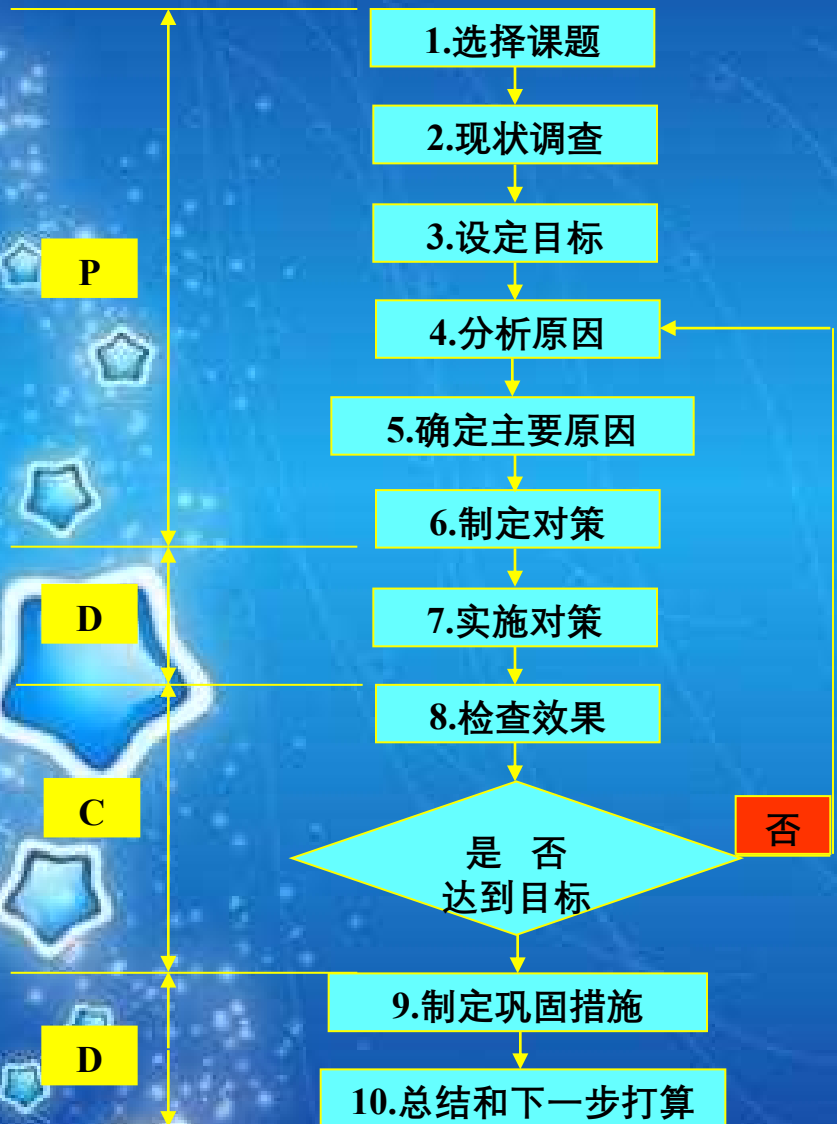 1.选择课题
2.现状调查
3.设定目标
P
4.分析原因
5.确定主要原因
6.制定对策
D
7.实施对策
8.检查效果
C
否
是 否
达到目标
9.制定巩固措施
D
10.总结和下一步打算